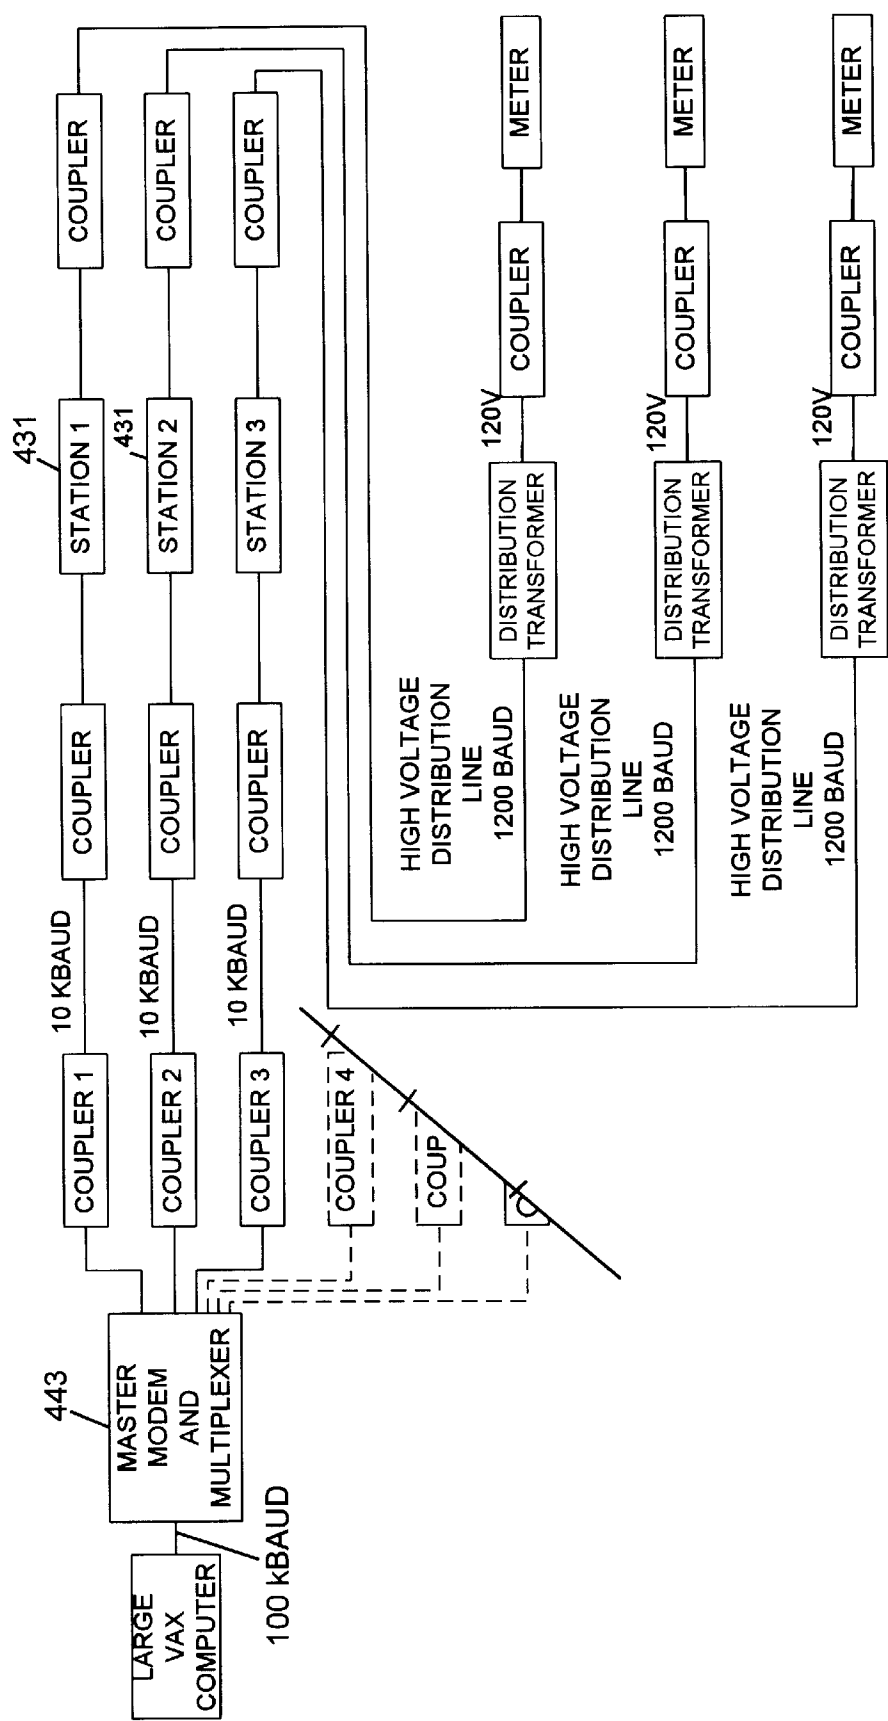 LARGE
VAX
COMPUTER
100 kBAUD
443
MASTER
MODEM
AND
MULTIPLEXER
COUPLER 1
10 KBAUD
COUPLER
431
STATION 1
COUPLER
COUPLER 2
10 KBAUD
COUPLER
431
STATION 2
COUPLER
COUPLER 3
10 KBAUD
COUPLER
STATION 3
COUPLER
COUPLER 4
COUP
HIGH VOLTAGE
DISTRIBUTION
LINE
1200 BAUD
DISTRIBUTION
TRANSFORMER
120V
COUPLER
METER
HIGH VOLTAGE
DISTRIBUTION
LINE
1200 BAUD
DISTRIBUTION
TRANSFORMER
120V
COUPLER
METER
HIGH VOLTAGE
DISTRIBUTION
LINE
1200 BAUD
DISTRIBUTION
TRANSFORMER
120V
COUPLER
METER